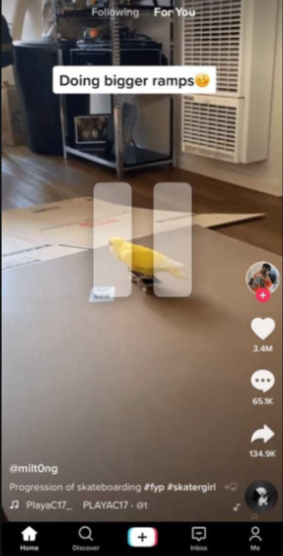 Following For You
Doing bigger ramps🥴
3.4M
65.1K
134.9K
@milt0ng
Progression of skateboarding #fyp #skatergirl
PlayaC17_ PLAYAC17 - @t
Home Discover Inbox Me